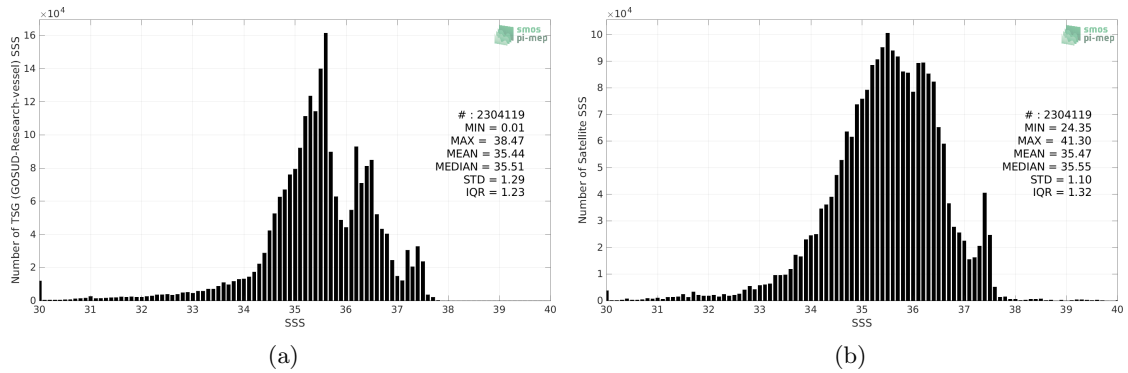 ×10⁴
16
14
12
10
8
6
4
2
0
30
31
32
33
34
35
36
37
38
39
40
SSS
Number of TSG (GOSUD-Research-vessel) SSS
smos
pi-mep
# : 2304119
MIN = 0.01
MAX = 38.47
MEAN = 35.44
MEDIAN = 35.51
STD = 1.29
IQR = 1.23
(a)
×10⁴
10
9
8
7
6
5
4
3
2
1
0
30
31
32
33
34
35
36
37
38
39
40
SSS
Number of Satellite SSS
smos
pi-mep
# : 2304119
MIN = 24.35
MAX = 41.30
MEAN = 35.47
MEDIAN = 35.55
STD = 1.10
IQR = 1.32
(b)